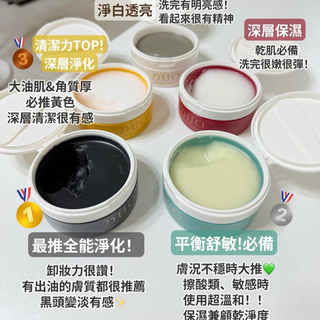 淨白透亮
洗完有明亮感!
看起來很有精神
清潔力TOP!
深層淨化
大油肌&角質厚
必推黃色
深層清潔很有感
深層保濕
乾肌必備
洗完很嫩很彈!
3
1
2
最推全能淨化!
卸妝力很讚!
有出油的膚質都很推薦
黑頭變淡有感✨
平衡舒敏!必備
膚況不穩時大推💚
擦酸類、敏感時
使用超溫和!!
保濕兼顧乾淨度